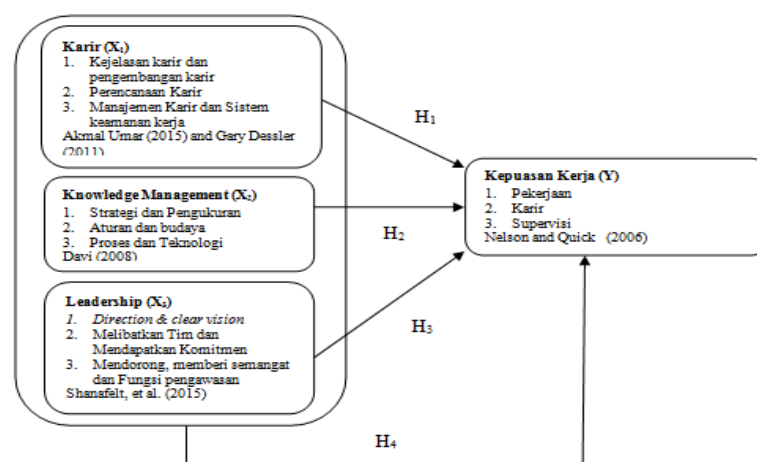 Karir (X₁)
1. Kejelasan karir dan
pengembangan karir
2. Perencanaan Karir
3. Manajemen Karir dan Sistem
keamanan kerja
Akmal Umar (2015) and Gary Dessler
(2011)
Knowledge Management (X₂)
1. Strategi dan Pengukuran
2. Aturan dan budaya
3. Proses dan Teknologi
Davi (2008)
Leadership (X₃)
1. Direction & clear vision
2. Melibatkan Tim dan
Mendapatkan Komitmen
3. Mendorong, memberi semangat
dan Fungsi pengawasan
Shanafelt, et al. (2015)
H₁
H₂
H₃
H₄
Kepuasan Kerja (Y)
1. Pekerjaan
2. Karir
3. Supervisi
Nelson and Quick (2006)